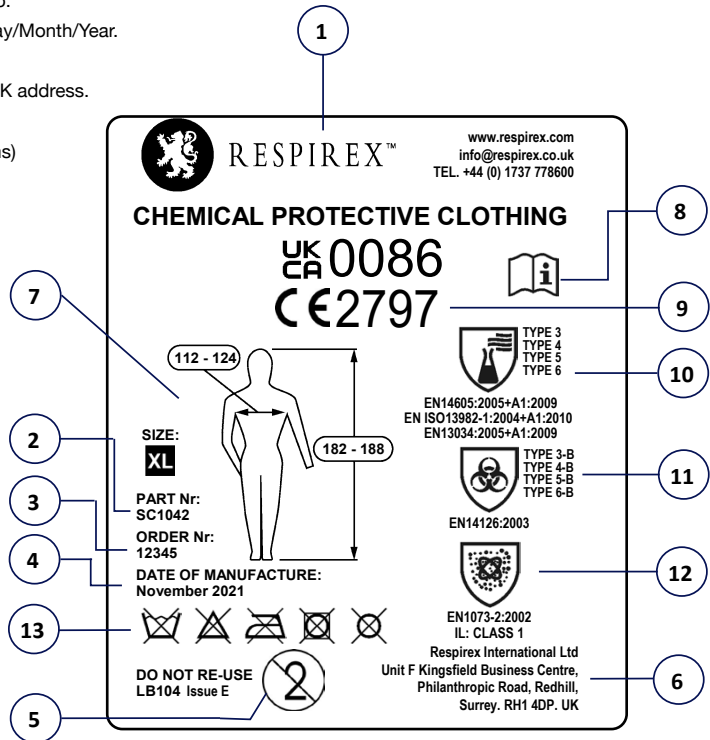 ay/Month/Year.
K address.
s)
1
RESPIREX™
www.respirex.com
info@respirex.co.uk
TEL. +44 (0) 1737 778600
CHEMICAL PROTECTIVE CLOTHING
8
UK
CA 0086
i
CE 2797
9
7
112 - 124
182 - 188
TYPE 3
TYPE 4
TYPE 5
TYPE 6
10
EN14605:2005+A1:2009
EN ISO13982-1:2004+A1:2010
EN13034:2005+A1:2009
2
SIZE:
XL
TYPE 3-B
TYPE 4-B
TYPE 5-B
TYPE 6-B
11
EN14126:2003
3
PART Nr:
SC1042
ORDER Nr:
12345
4
DATE OF MANUFACTURE:
November 2021
12
EN1073-2:2002
IL: CLASS 1
13
DO NOT RE-USE
LB104 Issue E
2
5
Respirex International Ltd
Unit F Kingsfield Business Centre,
Philanthropic Road, Redhill,
Surrey. RH1 4DP. UK
6